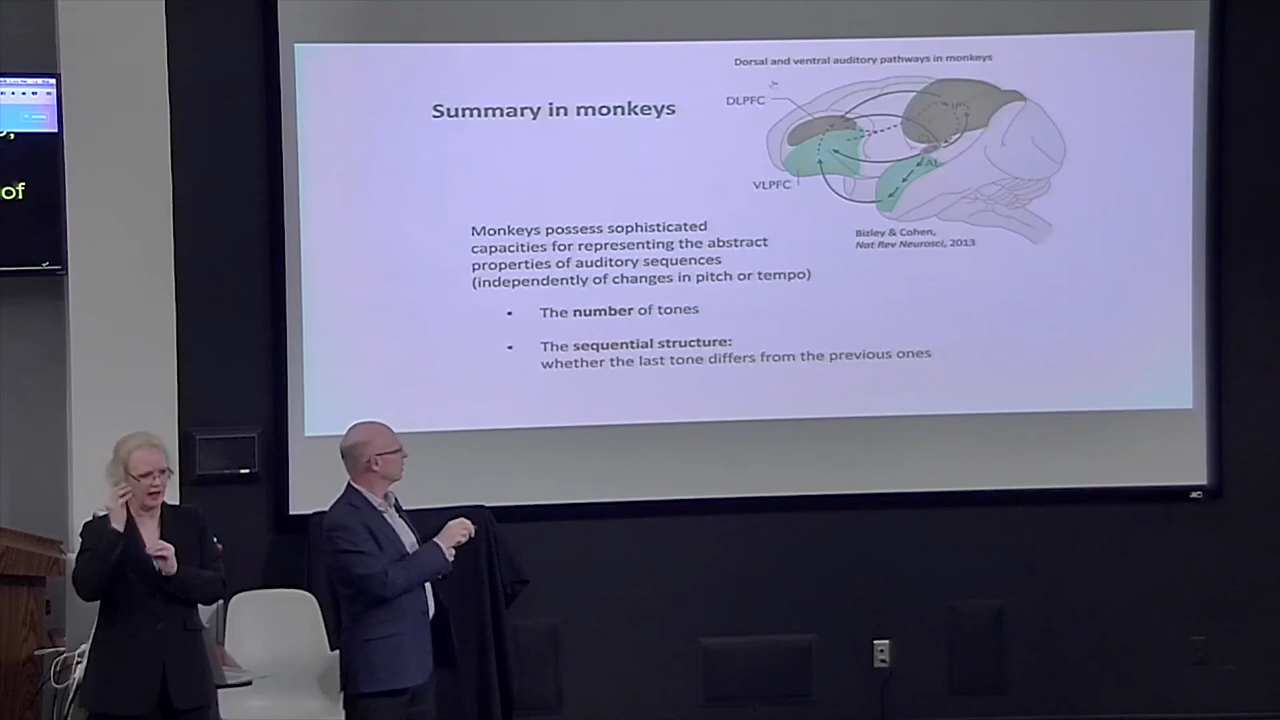 Dorsal and ventral auditory pathways in monkeys
Summary in monkeys
DLPFC
IPS
AL
VLPFC
Bizley & Cohen,
Nat Rev Neurosci, 2013
Monkeys possess sophisticated
capacities for representing the abstract
properties of auditory sequences
(independently of changes in pitch or tempo)
• The number of tones
• The sequential structure:
whether the last tone differs from the previous ones
of